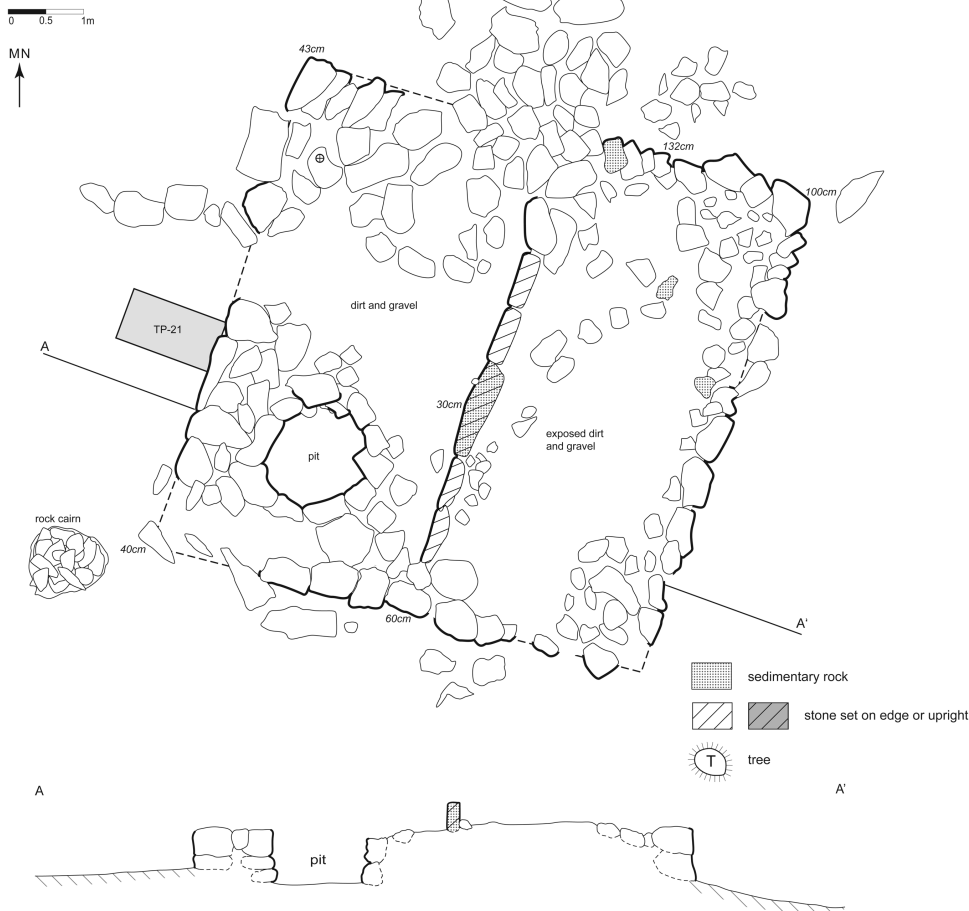 0 0.5 1m
MN
43cm
132cm
100cm
dirt and gravel
TP-21
A
30cm
exposed dirt
and gravel
pit
rock cairn
40cm
60cm
A'
sedimentary rock
stone set on edge or upright
T tree
A A'
pit